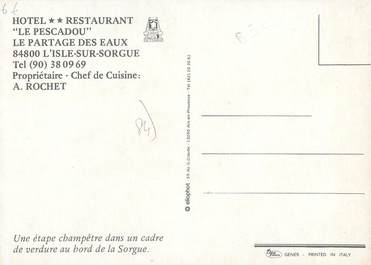 HOTEL ★★ RESTAURANT
"LE PESCADOU"
LE PARTAGE DES EAUX
84800 L'ISLE-SUR-SORGUE
Tel (90) 38 09 69
Propriétaire - Chef de Cuisine:
A. ROCHET
84)
Une étape champêtre dans un cadre
de verdure au bord de la Sorgue.
eliophot
GENER - PRINTED IN ITALY